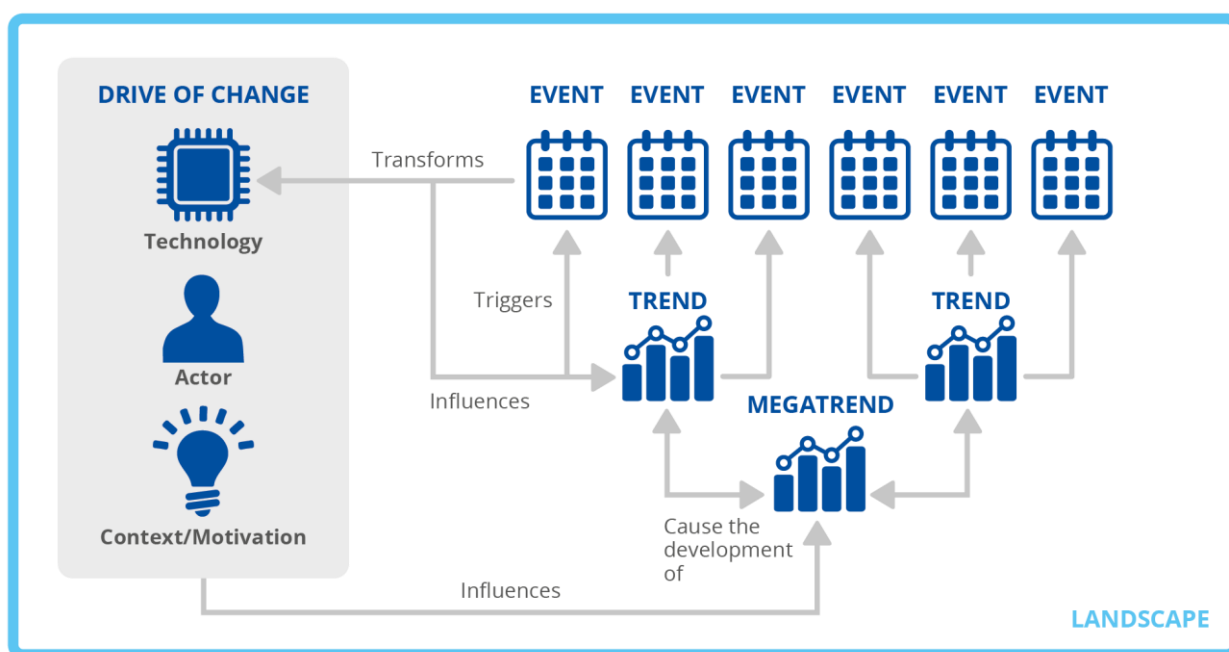 DRIVE OF CHANGE
Technology
Actor
Context/Motivation
EVENT
EVENT
EVENT
EVENT
EVENT
EVENT
Transforms
Triggers
TREND
TREND
Influences
MEGATREND
Cause the
development
of
Influences
LANDSCAPE